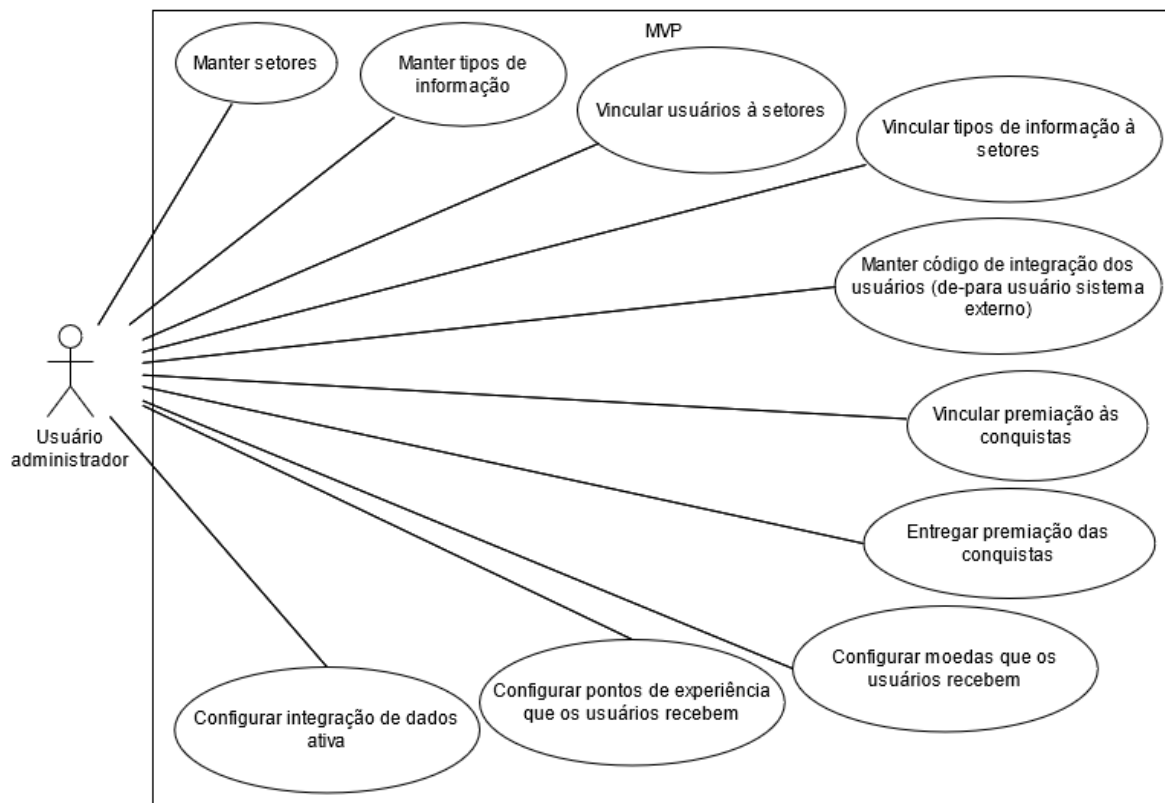 MVP
Manter setores
Manter tipos de
informação
Vincular usuários à setores
Vincular tipos de informação à
setores
Manter código de integração dos
usuários (de-para usuário sistema
externo)
Vincular premiação às
conquistas
Usuário
administrador
Entregar premiação das
conquistas
Configurar moedas que os
usuários recebem
Configurar pontos de experiência
que os usuários recebem
Configurar integração de dados
ativa